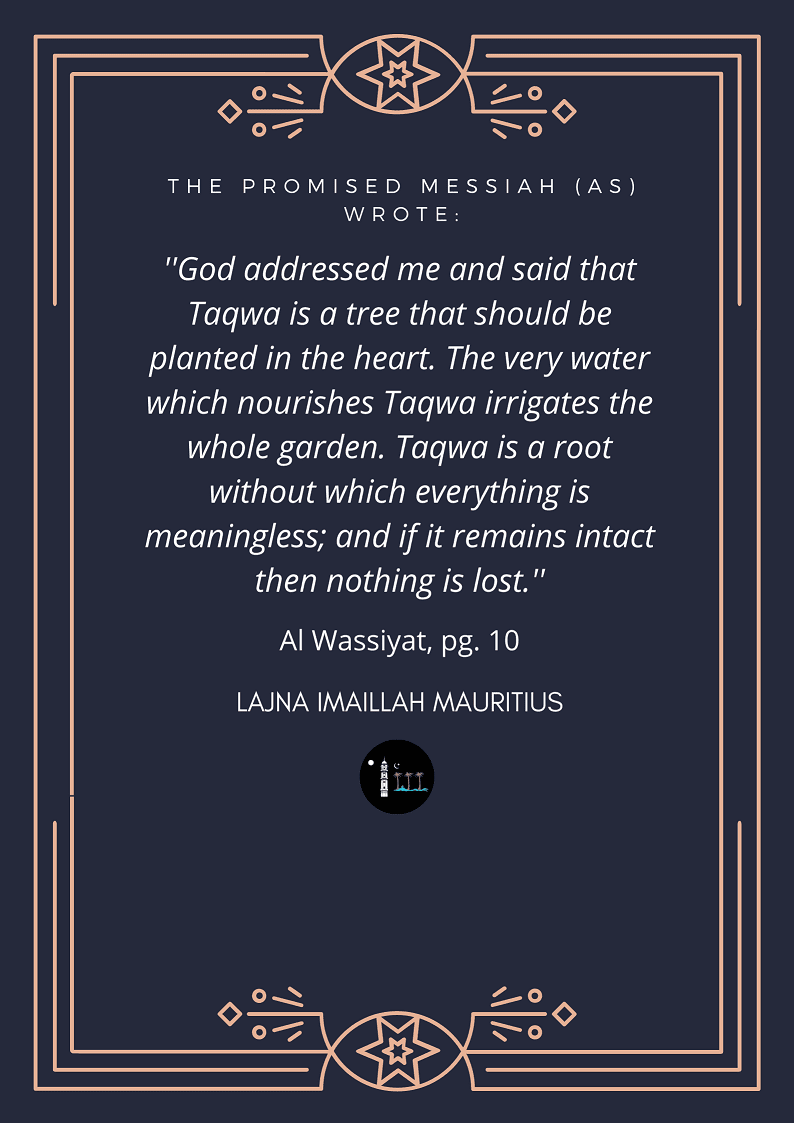 THE PROMISED MESSIAH (AS)
WROTE:
"God addressed me and said that
Taqwa is a tree that should be
planted in the heart. The very water
which nourishes Taqwa irrigates the
whole garden. Taqwa is a root
without which everything is
meaningless; and if it remains intact
then nothing is lost."
Al Wassiyat, pg. 10
LAJNA IMAILLAH MAURITIUS